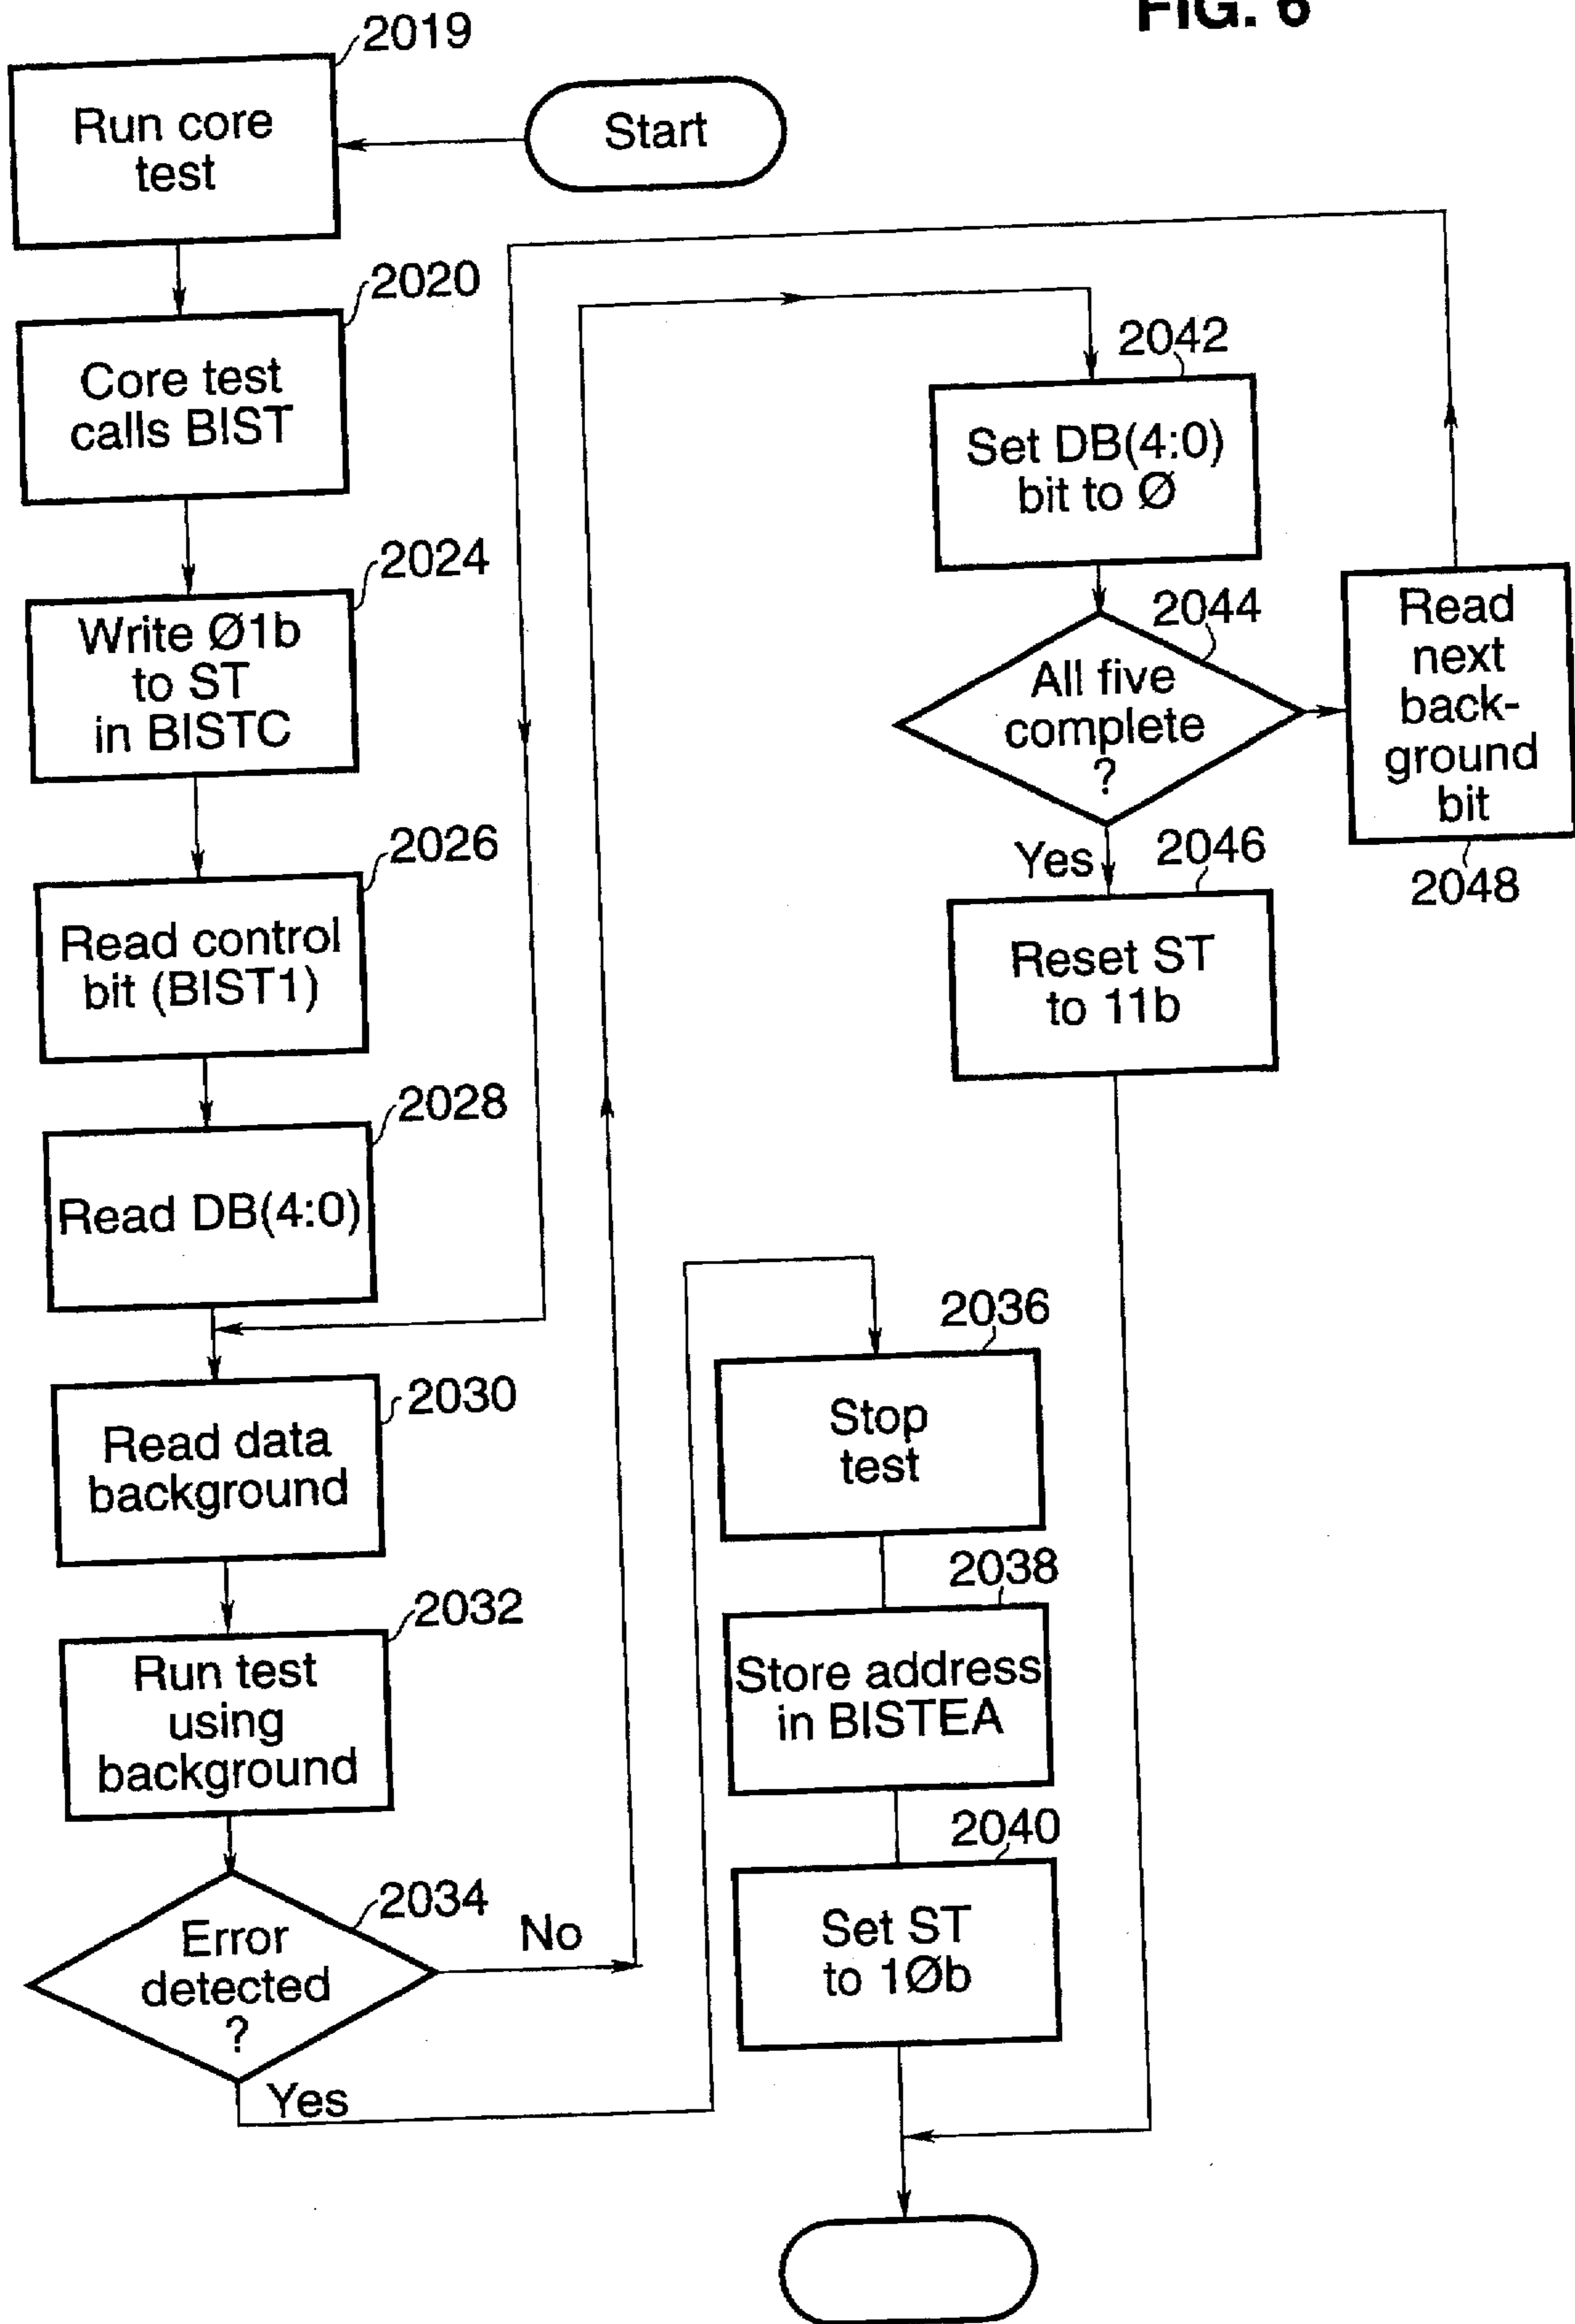 FIG. 6
2019
Run core
test
Start
2020
Core test
calls BIST
2024
Write Ø1b
to ST
in BISTC
2026
Read control
bit (BIST1)
2028
Read DB(4:0)
2030
Read data
background
2032
Run test
using
background
2034
Error
detected
?
No
Yes
2042
Set DB(4:0)
bit to Ø
2044
All five
complete
?
Yes
2046
Reset ST
to 11b
Read
next
back-
ground
bit
2048
2036
Stop
test
2038
Store address
in BISTEA
2040
Set ST
to 1Øb